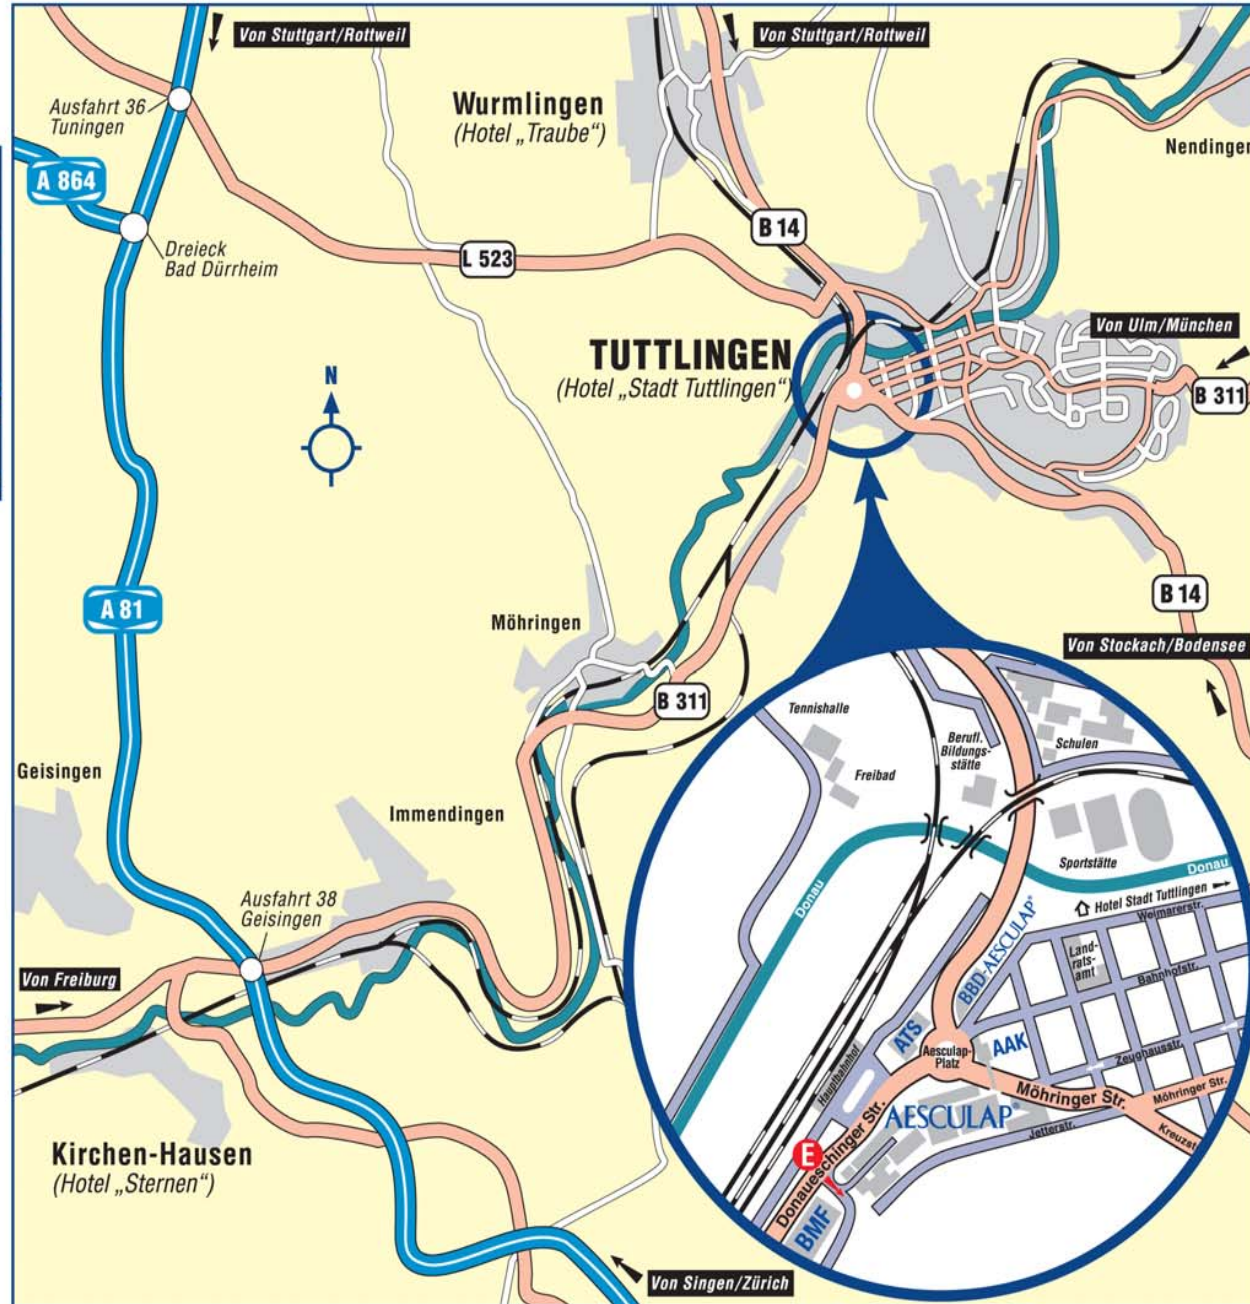 Von Stuttgart/Rottweil
Von Stuttgart/Rottweil
Ausfahrt 36
Tuningen
Wurmlingen
(Hotel „Traube“)
Nendingen
A 864
B 14
Dreieck
Bad Dürrheim
L 523
Von Ulm/München
TUTTLINGEN
(Hotel „Stadt Tuttlingen“)
B 311
N
A 81
B 14
Möhringen
Von Stockach/Bodensee
B 311
Geisingen
Immendingen
Ausfahrt 38
Geisingen
Von Freiburg
Kirchen-Hausen
(Hotel „Sternen“)
Von Singen/Zürich
Tennishalle
Berufl.
Bildungs-
stätte
Schulen
Freibad
Sportstätte
Donau
Donau
Hotel Stadt Tuttlingen
Weimarerstr.
BBD-AESCULAP®
Land-
rats-
amt
Bahnhofstr.
ATS
AAK
Aesculap-
Platz
Zeughausstr.
Hauptbahnhof
Möhringer Str.
Möhringer Str.
AESCULAP®
Jetterstr.
Kreuzstr.
Donaueschinger Str.
E
BMF